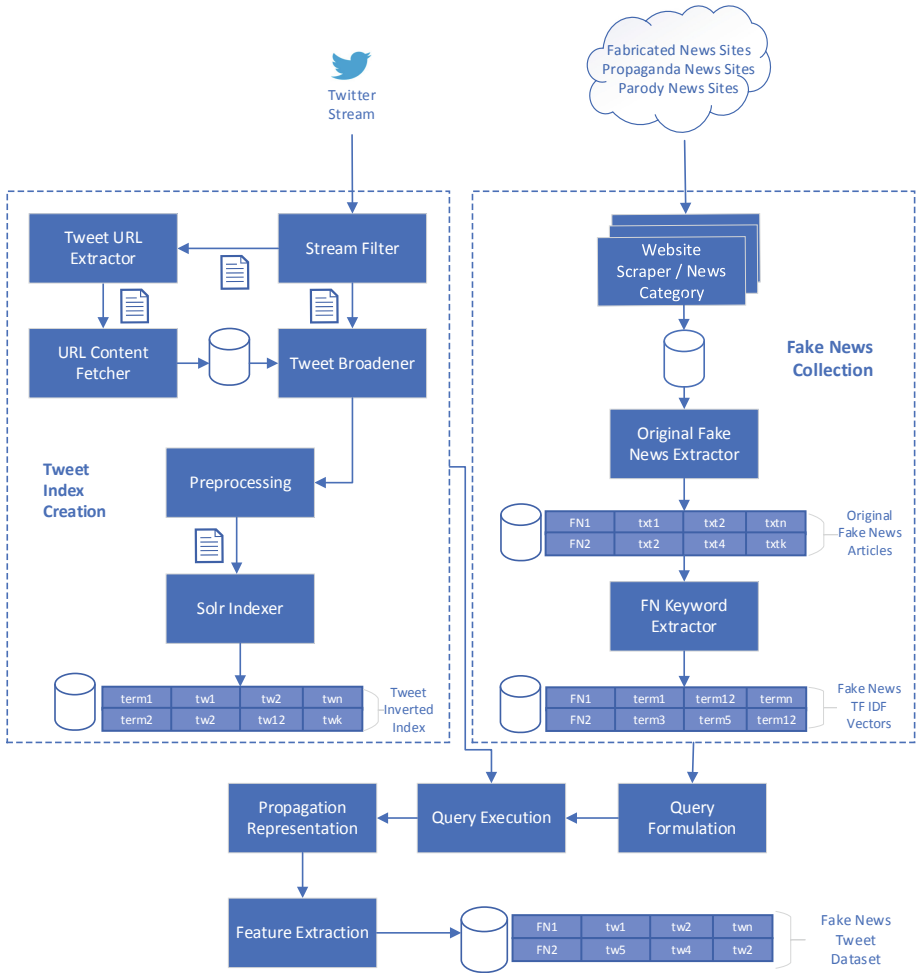 Fabricated News Sites
Propaganda News Sites
Parody News Sites
Twitter
Stream
Tweet URL
Extractor
Stream Filter
URL Content
Fetcher
Tweet Broadener
Tweet
Index
Creation
Preprocessing
Solr Indexer
term1 tw1 tw2 twn
term2 tw2 tw12 twk
Tweet
Inverted
Index
Website
Scraper / News
Category
Fake News
Collection
Original Fake
News Extractor
FN1 txt1 txt2 txtn
FN2 txt2 txt4 txtk
Original
Fake News
Articles
FN Keyword
Extractor
FN1 term1 term12 termn
FN2 term3 term5 term12
Fake News
TF IDF
Vectors
Propagation
Representation
Query Execution
Query
Formulation
Feature Extraction
FN1 tw1 tw2 twn
FN2 tw5 tw4 tw2
Fake News
Tweet
Dataset